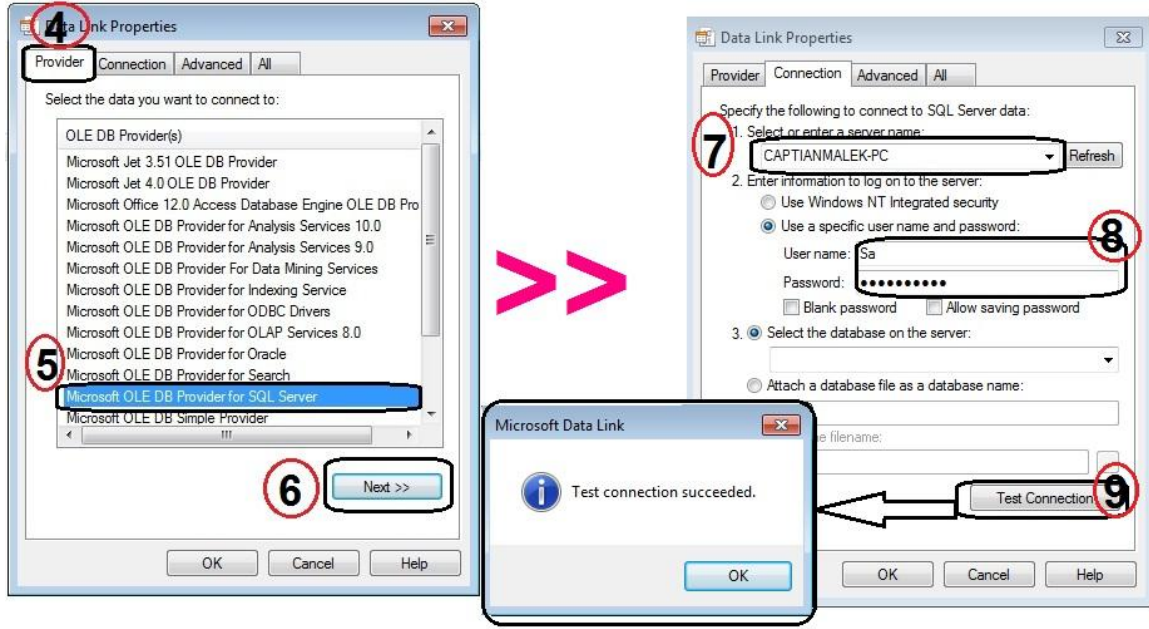 4
Data Link Properties
Provider Connection Advanced All
Select the data you want to connect to:
OLE DB Provider(s)
Microsoft Jet 3.51 OLE DB Provider
Microsoft Jet 4.0 OLE DB Provider
Microsoft Office 12.0 Access Database Engine OLE DB Pro
Microsoft OLE DB Provider for Analysis Services 10.0
Microsoft OLE DB Provider for Analysis Services 9.0
Microsoft OLE DB Provider For Data Mining Services
Microsoft OLE DB Provider for Indexing Service
Microsoft OLE DB Provider for ODBC Drivers
Microsoft OLE DB Provider for OLAP Services 8.0
Microsoft OLE DB Provider for Oracle
5
Microsoft OLE DB Provider for Search
Microsoft OLE DB Provider for SQL Server
Microsoft OLE DB Simple Provider
6
Next >>
OK Cancel Help
>>
Data Link Properties
Provider Connection Advanced All
Specify the following to connect to SQL Server data:
1. Select or enter a server name:
7
CAPTIANMALEK-PC Refresh
2. Enter information to log on to the server:
Use Windows NT Integrated security
Use a specific user name and password:
8
User name: Sa
Password: ●●●●●●●●●●
Blank password Allow saving password
3. Select the database on the server:
Attach a database file as a database name:
filename:
Test Connection
9
OK Cancel Help
Microsoft Data Link
Test connection succeeded.
OK